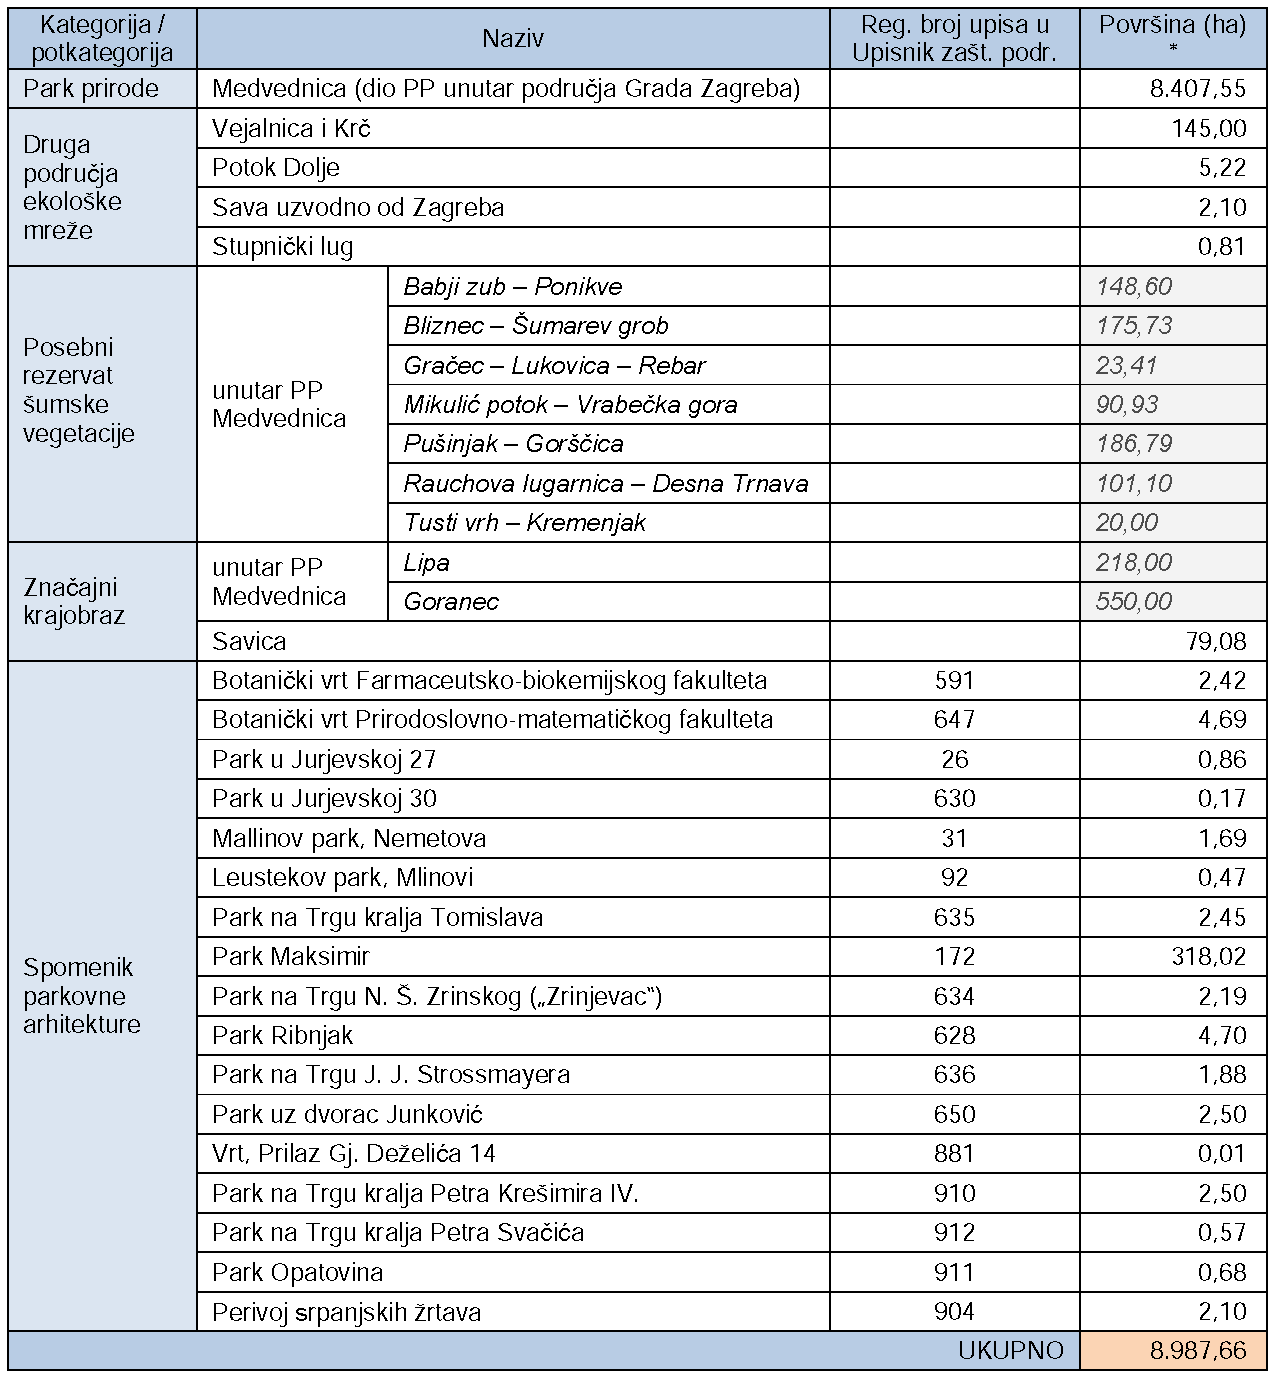 Kategorija / potkategorija Naziv Reg. broj upisa u Upisnik zašt. podr. Površina (ha) *
Park prirode Medvednica (dio PP unutar područja Grada Zagreba) 8.407,55
Druga područja ekološke mreže Vejalnica i Krč 145,00
Potok Dolje 5,22
Sava uzvodno od Zagreba 2,10
Stupnički lug 0,81
Posebni rezervat šumske vegetacije unutar PP Medvednica Babji zub – Ponikve 148,60
Bliznec – Šumarev grob 175,73
Gračec – Lukovica – Rebar 23,41
Mikulić potok – Vrabečka gora 90,93
Pušinjak – Gorščica 186,79
Rauchova lugarnica – Desna Trnava 101,10
Tusti vrh – Kremenjak 20,00
Značajni krajobraz unutar PP Medvednica Lipa 218,00
Goranec 550,00
Savica 79,08
Spomenik parkovne arhitekture Botanički vrt Farmaceutsko-biokemijskog fakulteta 591 2,42
Botanički vrt Prirodoslovno-matematičkog fakulteta 647 4,69
Park u Jurjevskoj 27 26 0,86
Park u Jurjevskoj 30 630 0,17
Mallinov park, Nemetova 31 1,69
Leustekov park, Mlinovi 92 0,47
Park na Trgu kralja Tomislava 635 2,45
Park Maksimir 172 318,02
Park na Trgu N. Š. Zrinskog („Zrinjevac“) 634 2,19
Park Ribnjak 628 4,70
Park na Trgu J. J. Strossmayera 636 1,88
Park uz dvorac Junković 650 2,50
Vrt, Prilaz Gj. Deželića 14 881 0,01
Park na Trgu kralja Petra Krešimira IV. 910 2,50
Park na Trgu kralja Petra Svačića 912 0,57
Park Opatovina 911 0,68
Perivoj srpanjskih žrtava 904 2,10
UKUPNO 8.987,66